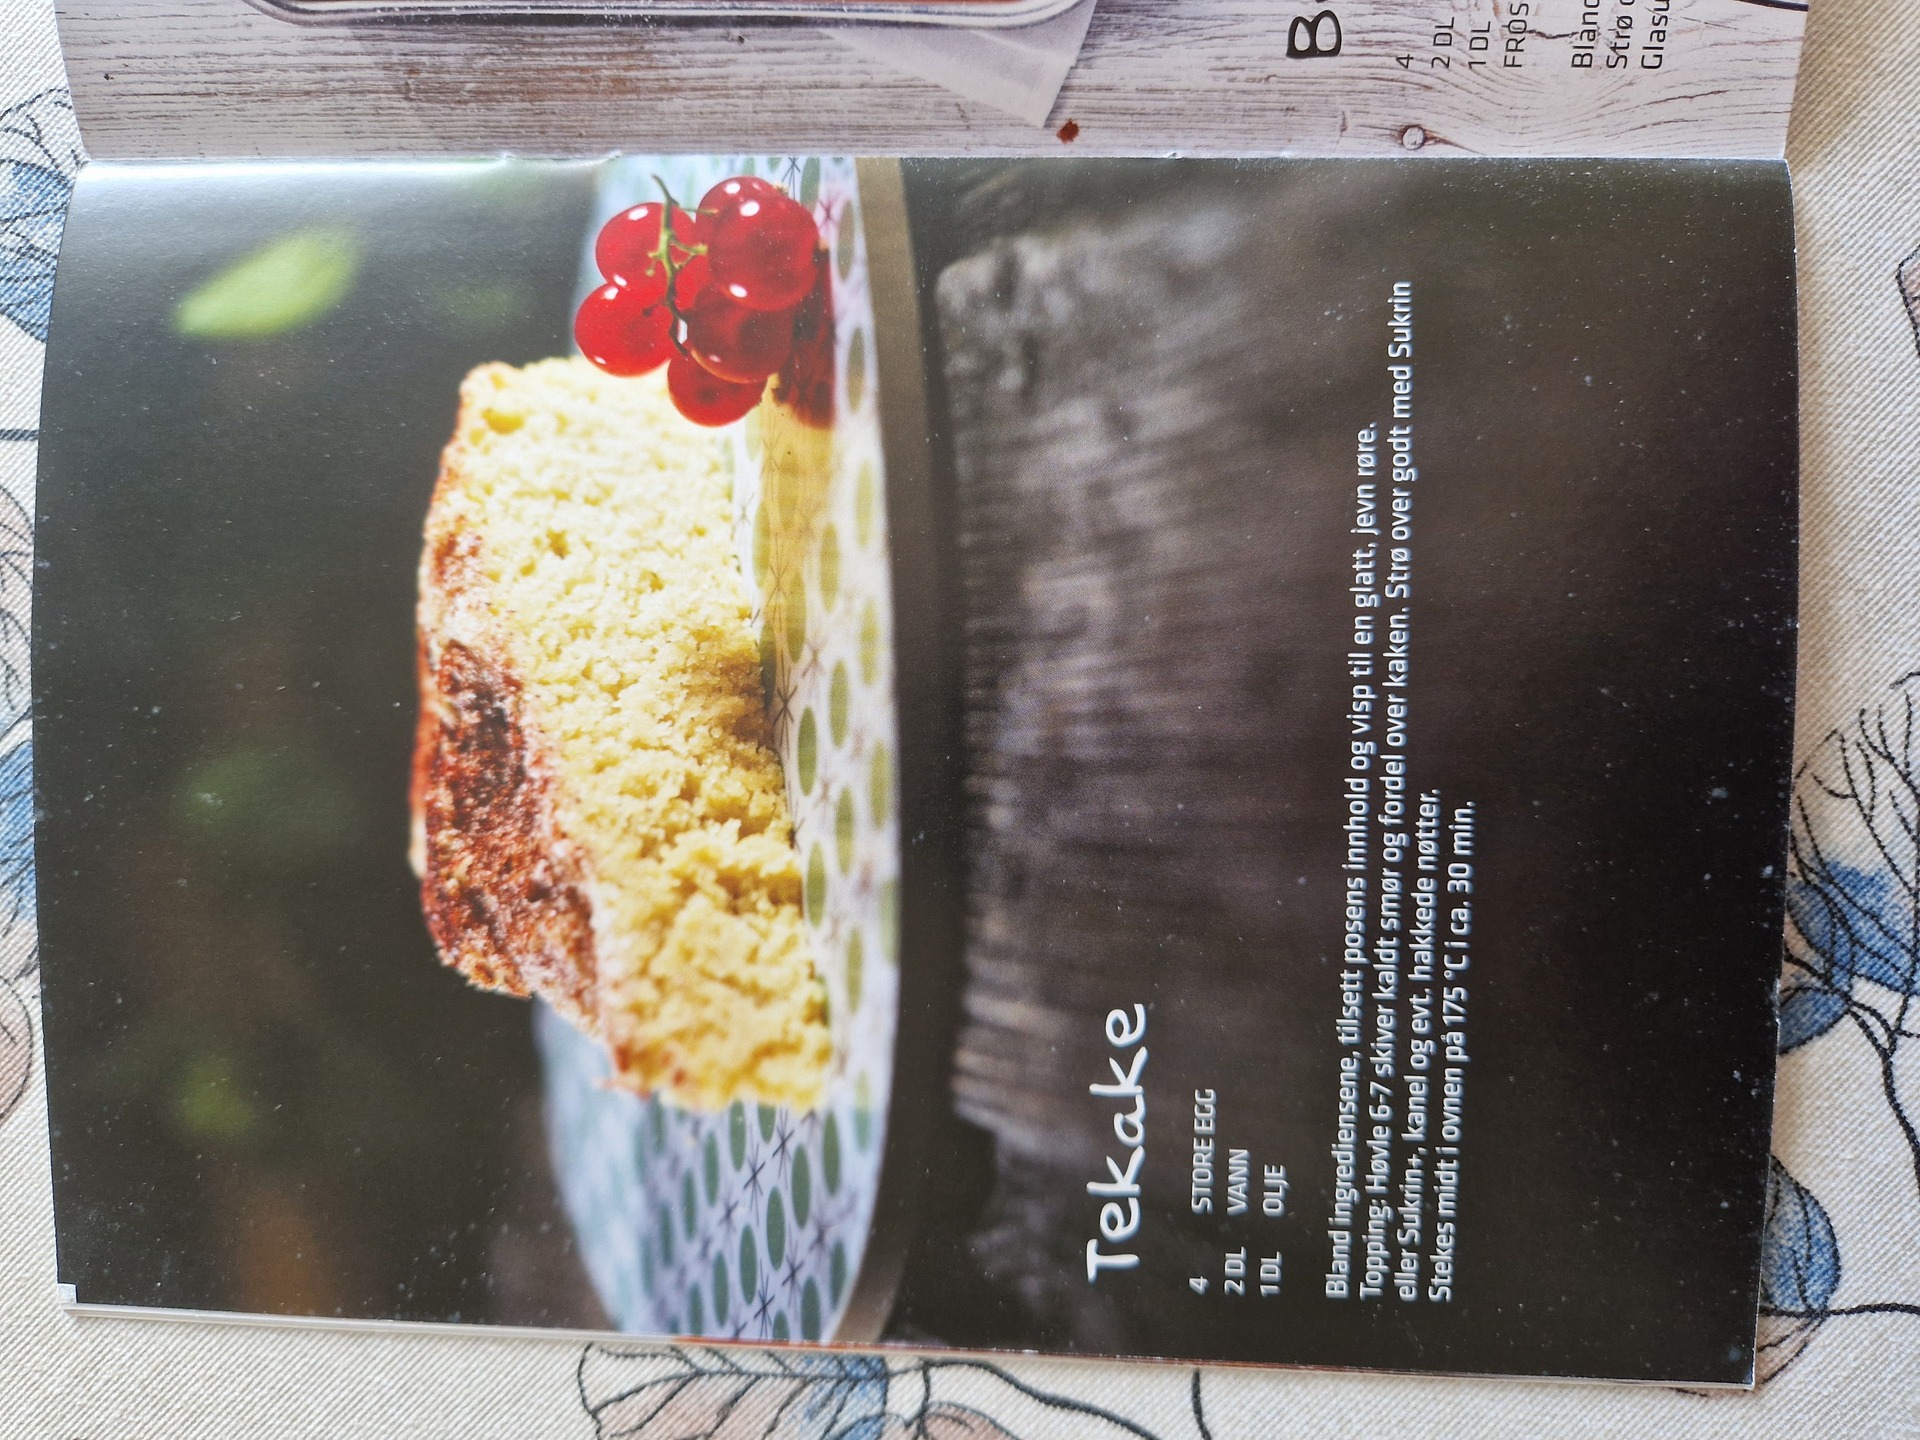 Tekake
4 STORE EGG
2 DL VANN
1 DL OLJE
Bland ingrediensene, tilsett posens innhold og visp til en glatt, jevn røre.
Topping: Høvle 6-7 skiver kaldt smør og fordel over kaken. Strø over godt med Sukrin
eller Sukrin+, kanel og evt. hakkede nøtter.
Stekes midt i ovnen på 175 °C i ca. 30 min.
4
2 DL
1 DL
Strø